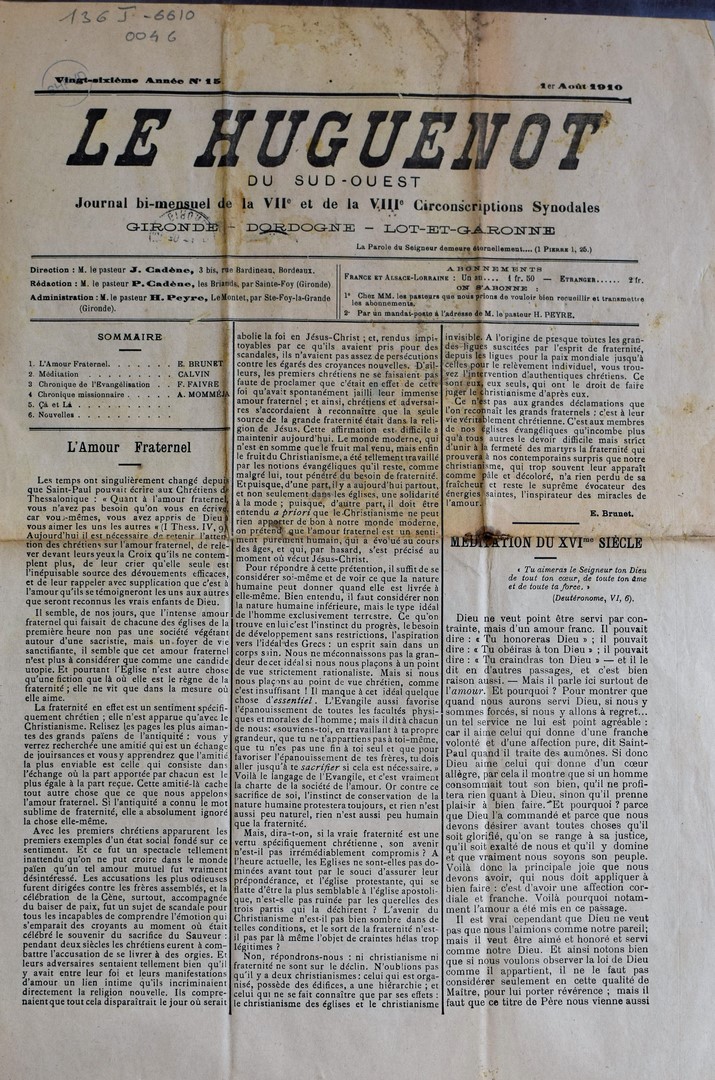 136 I - 6610
0046
Vingt-sixième Année N° 15
1er Août 1910
LE HUGUENOT
DU SUD-OUEST
Journal bi-mensuel de la VIIe et de la VIIIe Circonscriptions Synodales
GIRONDE - DORDOGNE - LOT-ET-GARONNE
La Parole du Seigneur demeure éternellement.... (1 PIERRE 1, 25.)
Direction : M. le pasteur J. Cadène, 3 bis, rue Bardineau, Bordeaux.
Rédaction : M. le pasteur P. Cadène, les Briands, par Sainte-Foy (Gironde)
Administration : M. le pasteur H. Peyre, Le Montet, par Ste-Foy-la-Grande
(Gironde).
ABONNEMENTS
FRANCE ET ALSACE-LORRAINE : Un an.... 1 fr. 50 — ETRANGER...... 2 fr.
ON S'ABONNE :
1° Chez MM. les pasteurs que nous prions de vouloir bien recueillir et transmettre
les abonnements.
2° Par un mandat-poste à l'adresse de M. le pasteur H. PEYRE.
SOMMAIRE
1. L'Amour Fraternel. . . . . . . E. BRUNET
2. Méditation . . . . . . . . CALVIN
3 Chronique de l'Evangélisation . . F. FAIVRE
4 Chronique missionnaire . . . . . A. MOMMÉJA
5. Çà et Là . . . . . . . . .
6. Nouvelles . . . . . . . . .
L'Amour Fraternel
Les temps ont singulièrement changé depuis
que Saint-Paul pouvait écrire aux Chrétiens de
Thessalonique : « Quant à l'amour fraternel,
vous n'avez pas besoin qu'on vous en écrive,
car vous-mêmes, vous avez appris de Dieu à
vous aimer les uns les autres » (I Thess. IV, 9).
Aujourd'hui il est nécessaire de retenir l'atten-
tion des chrétiens sur l'amour fraternel, de rele-
ver devant leurs yeux la Croix qu'ils ne contem-
plent plus, de leur crier qu'elle seule est
l'inépuisable source des dévouements efficaces,
et de leur rappeler avec supplication que c'est à
l'amour qu'ils se témoigneront les uns aux autres
que seront reconnus les vrais enfants de Dieu.
Il semble, de nos jours, que l'intense amour
fraternel qui faisait de chacune des églises de la
première heure non pas une société végétant
autour d'une sacristie, mais un foyer de vie
sanctifiante, il semble que cet amour fraternel
n'est plus à considérer que comme une candide
utopie. Et pourtant l'Eglise n'est autre chose
qu'une fiction que là où elle est le règne de la
fraternité ; elle ne vit que dans la mesure où
elle aime.
La fraternité en effet est un sentiment spécifi-
quement chrétien ; elle n'est apparue qu'avec le
Christianisme. Relisez les pages les plus aiman-
tes des grands païens de l'antiquité : vous y
verrez recherchée une amitié qui est un échange
de jouissances et vous y apprendrez que l'amitié
la plus enviable est celle qui consiste dans
l'échange où la part apportée par chacun est le
plus égale à la part reçue. Cette amitié-là cache
tout autre chose que ce que nous appelons
l'amour fraternel. Si l'antiquité a connu le mot
sublime de fraternité, elle a absolument ignoré
la chose elle-même.
Avec les premiers chrétiens apparurent les
premiers exemples d'un état social fondé sur ce
sentiment. Et ce fut un spectacle tellement
inattendu qu'on ne put croire dans le monde
païen qu'un tel amour mutuel fut vraiment
désintéressé. Les accusations les plus odieuses
furent dirigées contre les frères assemblés, et la
célébration de la Cène, surtout, accompagnée
du baiser de paix, fut un sujet de scandale pour
tous les incapables de comprendre l'émotion qui
s'emparait des croyants au moment où était
célébré le souvenir du sacrifice du Sauveur :
pendant deux siècles les chrétiens eurent à com-
battre l'accusation de se livrer à des orgies. Et
leurs adversaires sentaient tellement bien qu'il
y avait entre leur foi et leurs manifestations
d'amour un lien intime qu'ils incriminaient
directement la religion nouvelle. Ils compre-
naient que tout cela disparaîtrait le jour où serait
abolie la foi en Jésus-Christ ; et, rendus impi-
toyables par ce qu'ils avaient pris pour des
scandales, ils n'avaient pas assez de persécutions
contre les égarés des croyances nouvelles. D'ail-
leurs, les premiers chrétiens ne se faisaient pas
faute de proclamer que c'était en effet de cette
foi qu'avait spontanément jailli leur immense
amour fraternel ; et ainsi, chrétiens et adversai-
res s'accordaient à reconnaître que la seule
source de la grande fraternité était dans la reli-
gion de Jésus. Cette affirmation est difficile à
maintenir aujourd'hui. Le monde moderne, qui
n'est en somme que le fruit mal venu, mais enfin
le fruit du Christianisme, a été tellement travaillé
par les notions évangéliques qu'il reste, comme
malgré lui, tout pénétré du besoin de fraternité.
Et puisque, d'une part, il y a aujourd'hui partout,
et non seulement dans les églises, une solidarité
à la mode ; puisque, d'autre part, il doit être
entendu a priori que le Christianisme ne peut
rien apporter de bon à notre monde moderne,
on prétend que l'amour fraternel est un senti-
ment purement humain, qui a évolué au cours
des âges, et qui, par hasard, s'est précisé au
moment où vécut Jésus-Christ.
Pour répondre à cette prétention, il suffit de se
considérer soi-même et de voir ce que la nature
humaine peut donner quand elle est livrée à
elle-même. Bien entendu, il faut considérer non
la nature humaine inférieure, mais le type idéal
de l'homme exclusivement terrestre. Ce qu'on
trouve en lui c'est l'instinct du progrès, le besoin
de développement sans restrictions, l'aspiration
vers l'idéal des Grecs : un esprit sain dans un
corps sain. Nous ne méconnaissons pas la gran-
deur de cet idéal si nous nous plaçons à un point
de vue strictement rationaliste. Mais si nous
nous plaçons au point de vue chrétien, comme
c'est insuffisant ! Il manque à cet idéal quelque
chose d'essentiel. L'Evangile aussi favorise
l'épanouissement de toutes les facultés physi-
ques et morales de l'homme ; mais il dit à chacun
de nous: «souviens-toi, en travaillant à ta propre
grandeur, que tu ne t'appartiens pas à toi-même,
que tu n'es pas une fin à toi seul et que pour
favoriser l'épanouissement de tes frères, tu dois
aller jusqu'à te sacrifier si cela est nécessaire. »
Voilà le langage de l'Evangile, et c'est vraiment
la charte de la société de l'amour. Or contre ce
sacrifice de soi, l'instinct de conservation de la
nature humaine protestera toujours, et rien n'est
aussi peu naturel, rien n'est aussi peu humain
que la fraternité.
Mais, dira-t-on, si la vraie fraternité est une
vertu spécifiquement chrétienne, son avenir
n'est-il pas irrémédiablement compromis ? A
l'heure actuelle, les Eglises ne sont-elles pas do-
minées avant tout par le souci d'assurer leur
prépondérance, et l'église protestante, qui se
flatte d'être la plus semblable à l'église apostoli-
que, n'est-elle pas ruinée par les querelles des
trois partis qui la déchirent ? L'avenir du
Christianisme n'est-il pas bien sombre dans de
telles conditions, et le sort de la fraternité n'est-
il pas par là même l'objet de craintes hélas trop
légitimes ?
Non, répondrons-nous : ni christianisme ni
fraternité ne sont sur le déclin. N'oublions pas
qu'il y a deux christianismes : celui qui est orga-
nisé, possède des édifices, a une hiérarchie ; et
celui qui ne se fait connaître que par ses effets :
le christianisme des églises et le christianisme
invisible. A l'origine de presque toutes les gran-
des ligues suscitées par l'esprit de fraternité,
depuis les ligues pour la paix mondiale jusqu'à
celles pour le relèvement individuel, vous trou-
vez l'intervention d'authentiques chrétiens. Ce
sont eux, eux seuls, qui ont le droit de faire
juger le christianisme d'après eux.
Ce n'est pas aux grandes déclarations que
l'on reconnaît les grands fraternels : c'est à leur
vie véritablement chrétienne. C'est aux membres
de nos églises évangéliques qu'incombe plus
qu'à tous autres le devoir difficile mais strict
d'unir à la fermeté des martyrs la fraternité qui
prouvera à nos contemporains surpris que notre
christianisme, qui trop souvent leur apparaît
comme pâle et décoloré, n'a rien perdu de sa
fraîcheur et reste le suprême évocateur des
énergies saintes, l'inspirateur des miracles de
l'amour.
E. Brunet.
MÉDITATION DU XVIme SIÈCLE
« Tu aimeras le Seigneur ton Dieu
de tout ton cœur, de toute ton âme
et de toute ta force. »
(Deutéronome, VI, 6).
Dieu ne veut point être servi par con-
trainte, mais d'un amour franc. Il pouvait
dire : « Tu honoreras Dieu » ; il pouvait
dire : « Tu obéiras à ton Dieu » ; il pouvait
dire : « Tu craindras ton Dieu » — et il le
dit en d'autres passages, et c'est bien
raison aussi. — Mais il parle ici surtout de
l'amour. Et pourquoi ? Pour montrer que
quand nous aurons servi Dieu, si nous y
sommes forcés, si nous y allons à regret...
un tel service ne lui est point agréable :
car il aime celui qui donne d'une franche
volonté et d'une affection pure, dit Saint-
Paul quand il traite des aumônes. Si donc
Dieu aime celui qui donne d'un cœur
allègre, par cela il montre que si un homme
consommait tout son bien, qu'il ne profi-
tera rien quant à Dieu, sinon qu'il prenne
plaisir à bien faire. Et pourquoi ? parce
que Dieu l'a commandé et parce que nous
devons désirer avant toutes choses qu'il
soit glorifié, qu'on se range à sa justice,
qu'il soit exalté de nous et qu'il y domine
et que vraiment nous soyons son peuple.
Voilà donc la principale joie que nous
devons avoir, qui nous doit appliquer à
bien faire : c'est d'avoir une affection cor-
diale et franche. Voilà pourquoi notam-
ment l'amour a été mis en ce passage.
Il est vrai cependant que Dieu ne veut
pas que nous l'aimions comme notre pareil;
mais il veut être aimé et honoré et servi
comme notre Dieu. Et ainsi notons bien
que si nous voulons observer la loi de Dieu
comme il appartient, il ne le faut pas
considérer seulement en cette qualité de
Maître, pour lui porter révérence ; mais il
faut que ce titre de Père nous vienne aussi